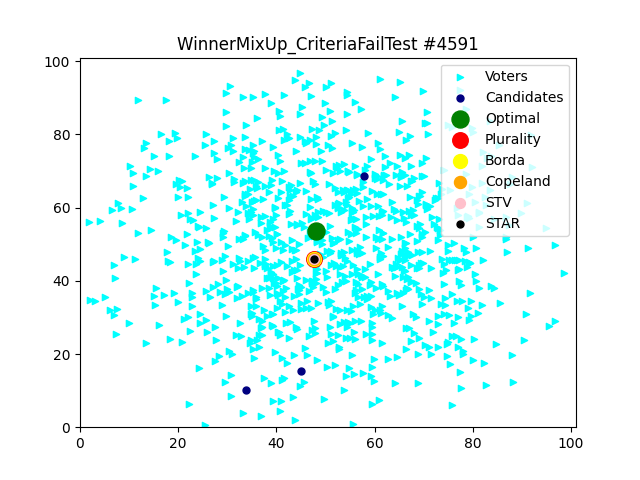 WinnerMixUp_CriteriaFailTest #4591
100
80
60
40
20
0
0
20
40
60
80
100
Voters
Candidates
Optimal
Plurality
Borda
Copeland
STV
STAR